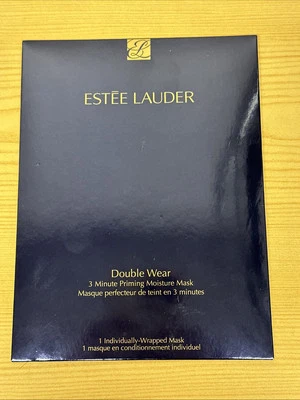 ESTĒE LAUDER
Double Wear
3 Minute Priming Moisture Mask
Masque perfecteur de teint en 3 minutes
1 Individually-Wrapped Mask
1 masque en conditionnement individuel